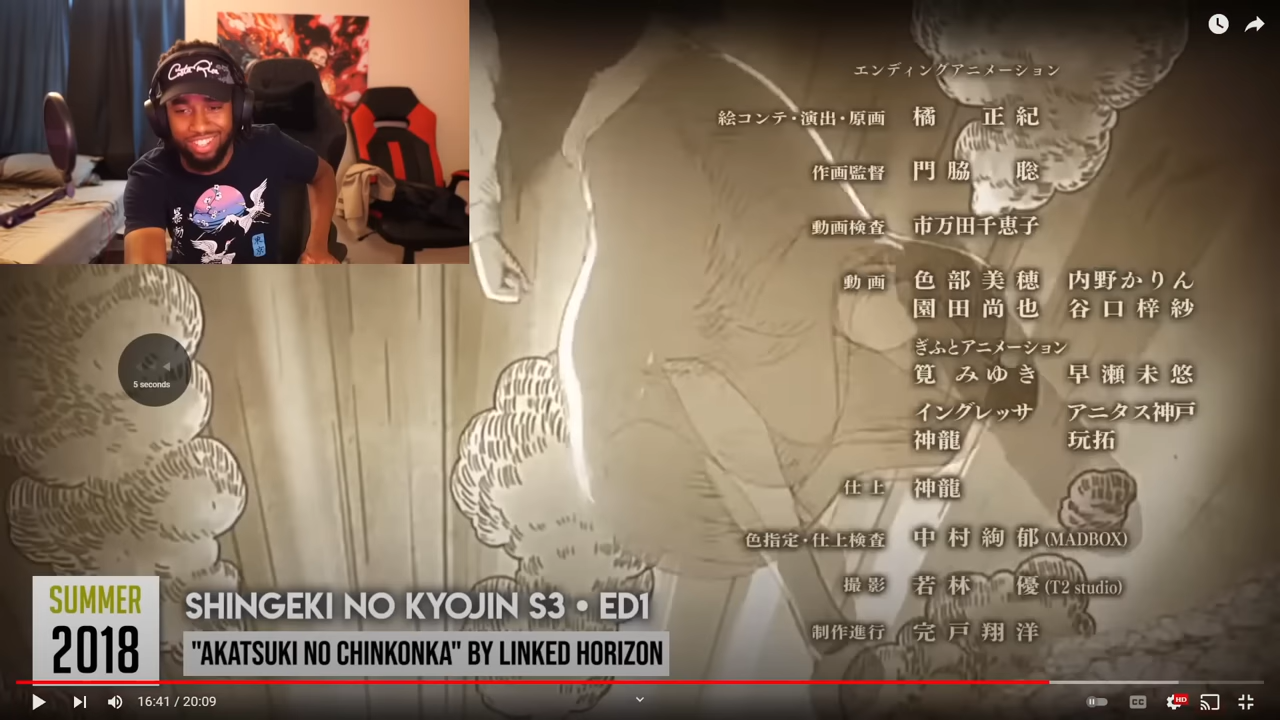 エンディングアニメーション
絵コンテ・演出・原画 橘 正紀
作画監督 門脇 聡
動画検査 市万田千恵子
動画 色部美穂 内野かりん
園田尚也 谷口梓紗
ぎふとアニメーション
筧 みゆき 早瀬未悠
イングレッサ アニタス神戸
神龍 玩拓
仕上 神龍
色指定・仕上検査 中村絢郁(MADBOX)
撮影 若林 優(T2 studio)
制作進行 宍戸翔洋
東京
5 seconds
SUMMER
2018
SHINGEKI NO KYOJIN S3 • ED1
"AKATSUKI NO CHINKONKA" BY LINKED HORIZON
16:41 / 20:09
CC
HD